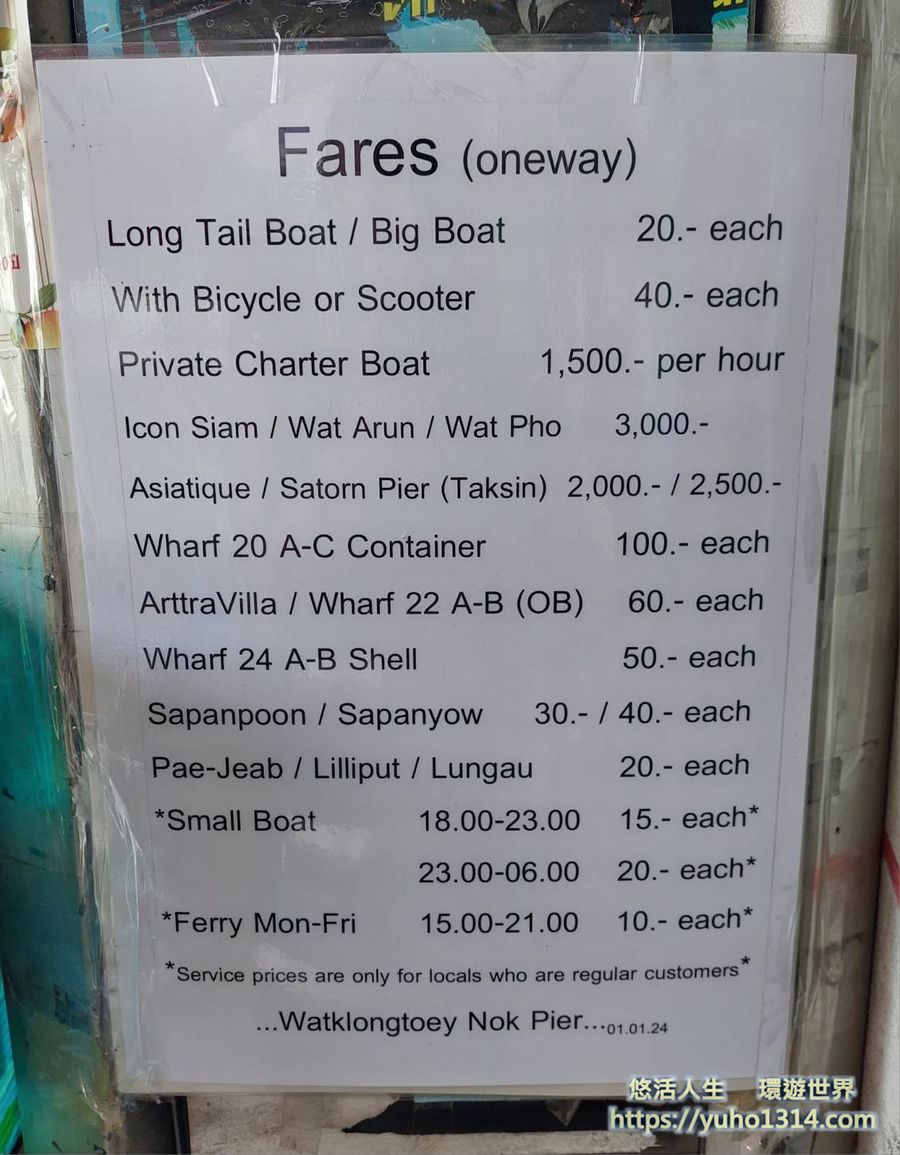 Fares (oneway)
Long Tail Boat / Big Boat 20.- each
With Bicycle or Scooter 40.- each
Private Charter Boat 1,500.- per hour
Icon Siam / Wat Arun / Wat Pho 3,000.-
Asiatique / Satorn Pier (Taksin) 2,000.- / 2,500.-
Wharf 20 A-C Container 100.- each
ArttraVilla / Wharf 22 A-B (OB) 60.- each
Wharf 24 A-B Shell 50.- each
Sapanpoon / Sapanyow 30.- / 40.- each
Pae-Jeab / Lilliput / Lungau 20.- each
*Small Boat 18.00-23.00 15.- each*
23.00-06.00 20.- each*
*Ferry Mon-Fri 15.00-21.00 10.- each*
*Service prices are only for locals who are regular customers*
...Watklongtoey Nok Pier...01.01.24
悠活人生 環遊世界
https://yuho1314.com